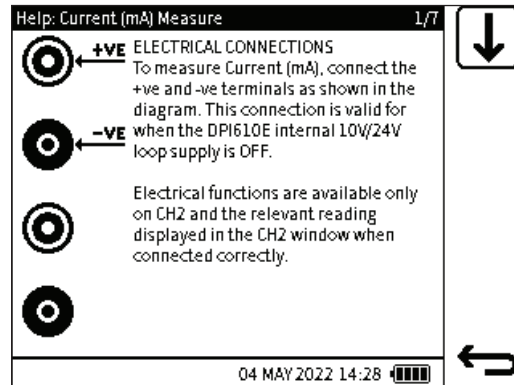 Help: Current (mA) Measure 1/7
+VE ELECTRICAL CONNECTIONS
To measure Current (mA), connect the
+ve and -ve terminals as shown in the
diagram. This connection is valid for
-VE when the DPI610E internal 10V/24V
loop supply is OFF.
Electrical functions are available only
on CH2 and the relevant reading
displayed in the CH2 window when
connected correctly.
04 MAY 2022 14:28